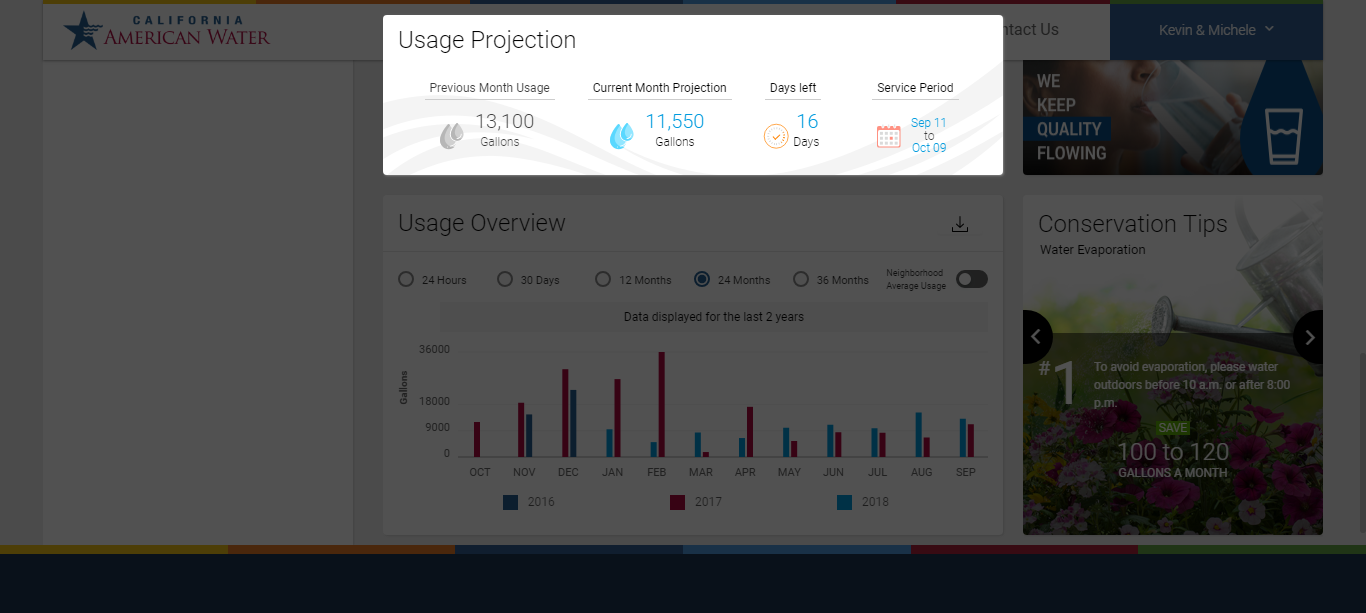 CALIFORNIA
AMERICAN WATER
ntact Us
Kevin & Michele
Usage Projection
Previous Month Usage
13,100
Gallons
Current Month Projection
11,550
Gallons
Days left
16
Days
Service Period
Sep 11
to
Oct 09
WE
KEEP
QUALITY
FLOWING
Usage Overview
24 Hours
30 Days
12 Months
24 Months
36 Months
Neighborhood
Average Usage
Data displayed for the last 2 years
Gallons
36000
18000
9000
0
OCT NOV DEC JAN FEB MAR APR MAY JUN JUL AUG SEP
2016 2017 2018
Conservation Tips
Water Evaporation
#1
To avoid evaporation, please water
outdoors before 10 a.m. or after 8:00
p.m.
SAVE
100 to 120
GALLONS A MONTH